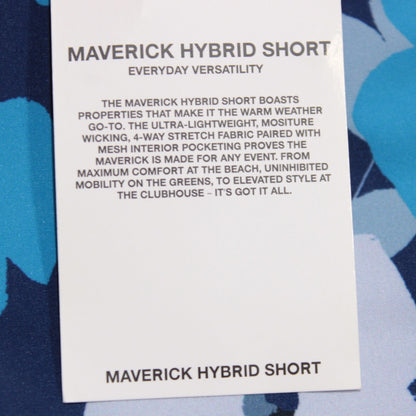 MAVERICK HYBRID SHORT
EVERYDAY VERSATILITY
THE MAVERICK HYBRID SHORT BOASTS
PROPERTIES THAT MAKE IT THE WARM WEATHER
GO-TO. THE ULTRA-LIGHTWEIGHT, MOSITURE
WICKING, 4-WAY STRETCH FABRIC PAIRED WITH
MESH INTERIOR POCKETING PROVES THE
MAVERICK IS MADE FOR ANY EVENT. FROM
MAXIMUM COMFORT AT THE BEACH, UNINHIBITED
MOBILITY ON THE GREENS, TO ELEVATED STYLE AT
THE CLUBHOUSE – IT'S GOT IT ALL.
MAVERICK HYBRID SHORT